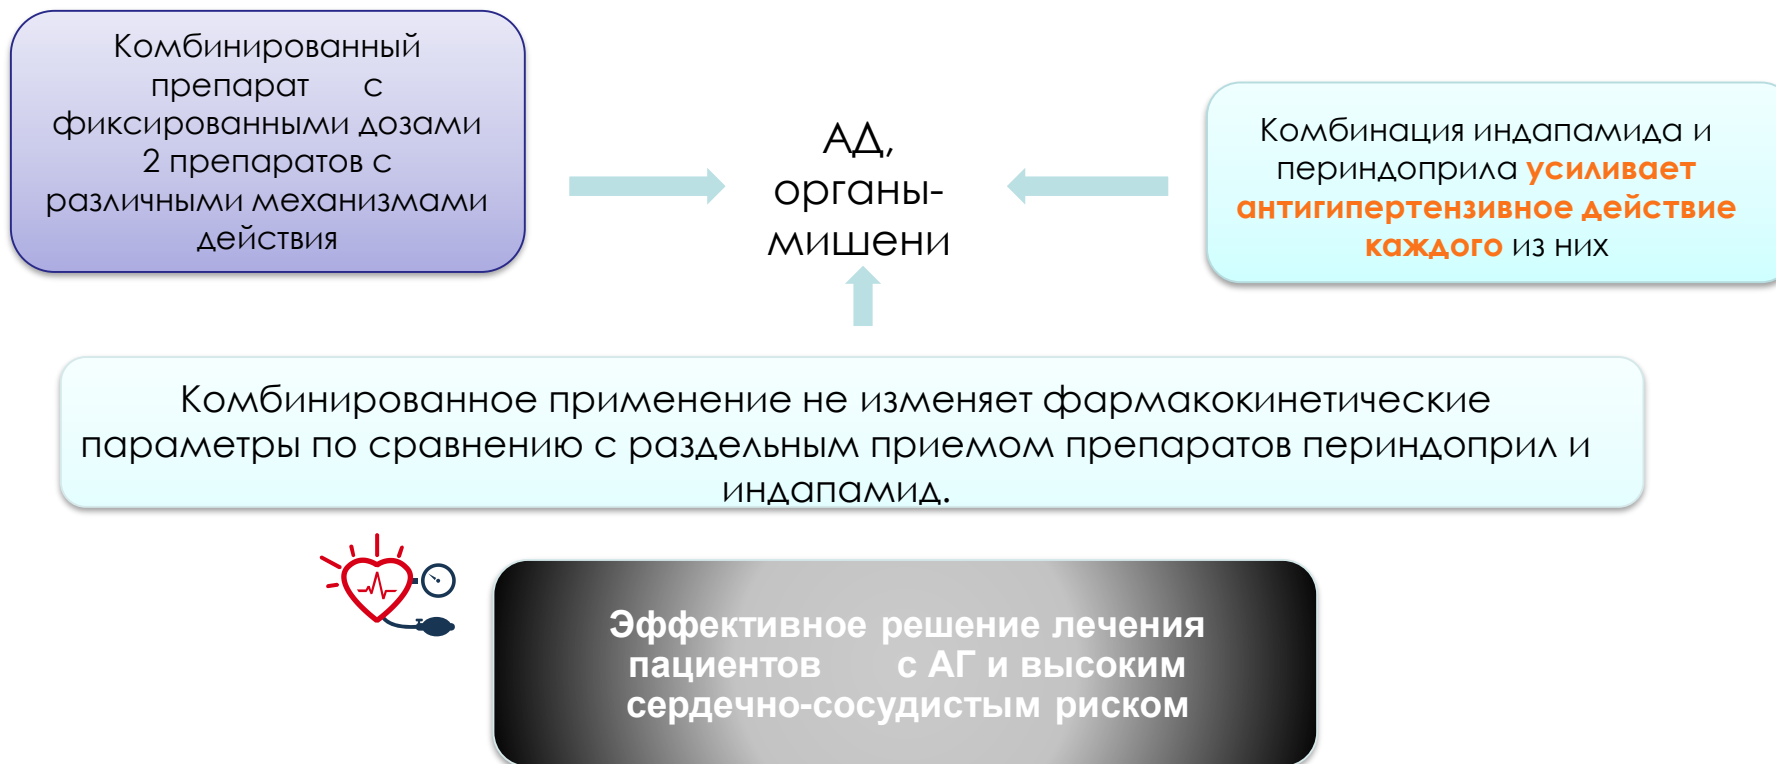 Комбинированный
препарат с
фиксированными дозами
2 препаратов с
различными механизмами
действия
АД,
органы-
мишени
Комбинация индапамида и
периндоприла усиливает
антигипертензивное действие
каждого из них
Комбинированное применение не изменяет фармакокинетические
параметры по сравнению с раздельным приемом препаратов периндоприл и
индапамид.
Эффективное решение лечения
пациентов с АГ и высоким
сердечно-сосудистым риском